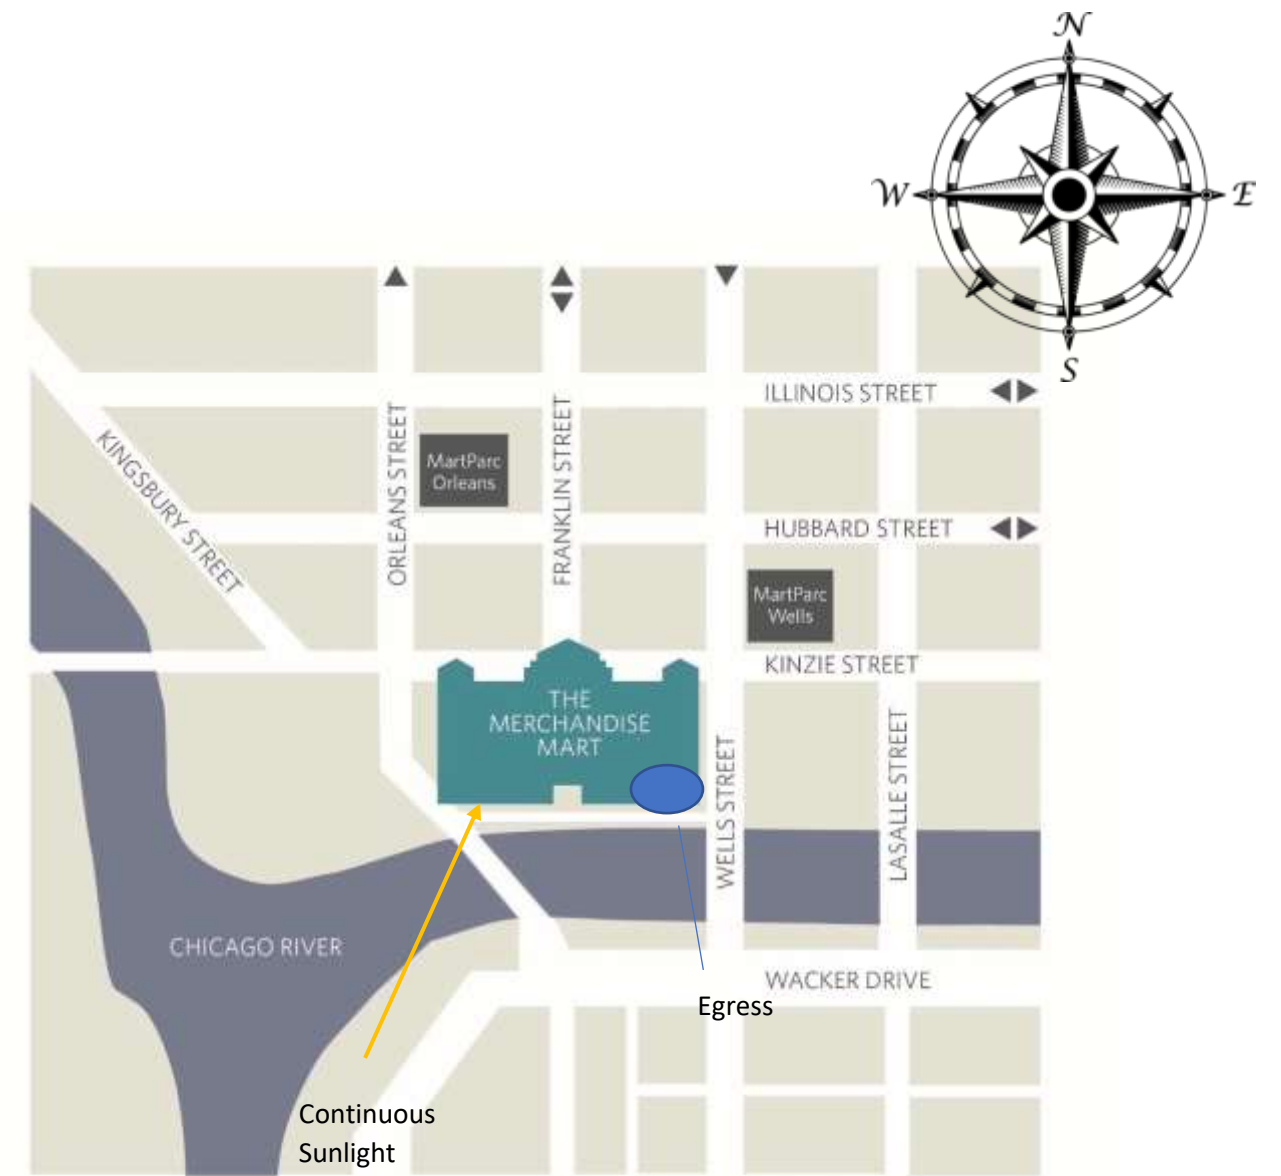 N
W
E
S
ILLINOIS STREET
KINGSBURY STREET
ORLEANS STREET
MartParc
Orleans
FRANKLIN STREET
HUBBARD STREET
MartParc
Wells
KINZIE STREET
THE
MERCHANDISE
MART
WELLS STREET
LASALLE STREET
CHICAGO RIVER
WACKER DRIVE
Egress
Continuous
Sunlight